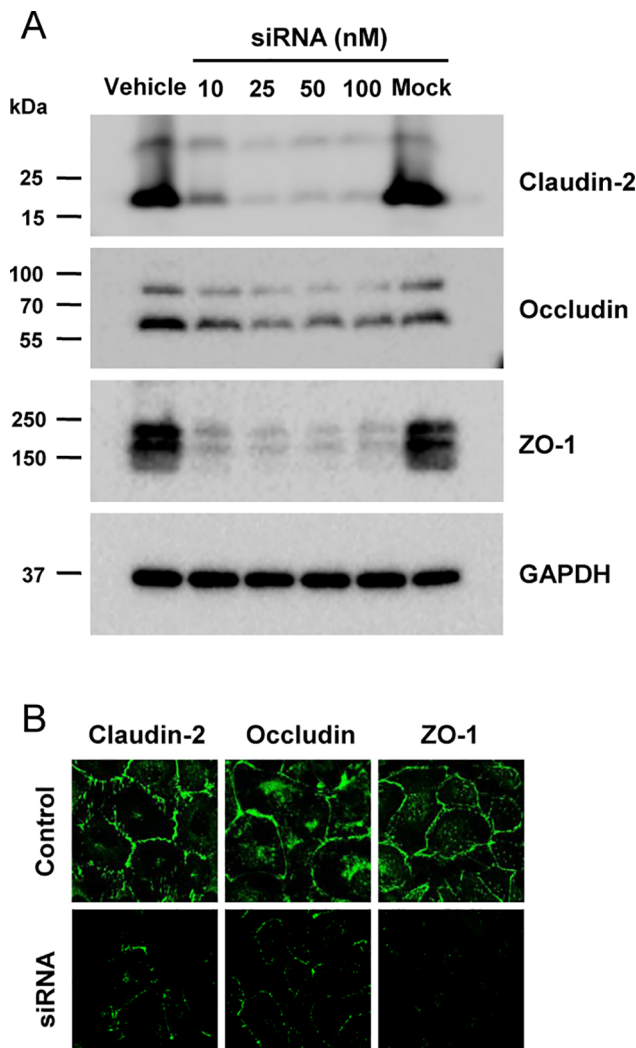 A
siRNA (nM)
Vehicle 10 25 50 100 Mock
kDa
25
15
Claudin-2
100
70
55
Occludin
250
150
ZO-1
37
GAPDH
B
Claudin-2 Occludin ZO-1
Control
siRNA